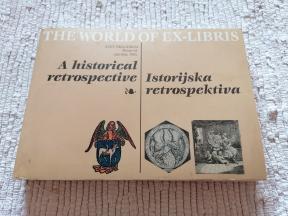 THE WORLD OF EX-LIBRIS
A historical
retrospective
Istorijska
retrospektiva